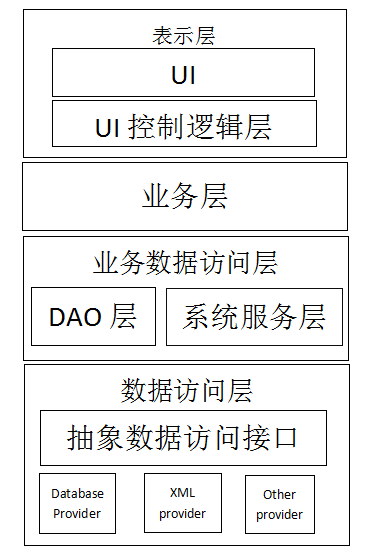 表示层
UI
UI 控制逻辑层
业务层
业务数据访问层
DAO 层
系统服务层
数据访问层
抽象数据访问接口
Database
Provider
XML
provider
Other
provider